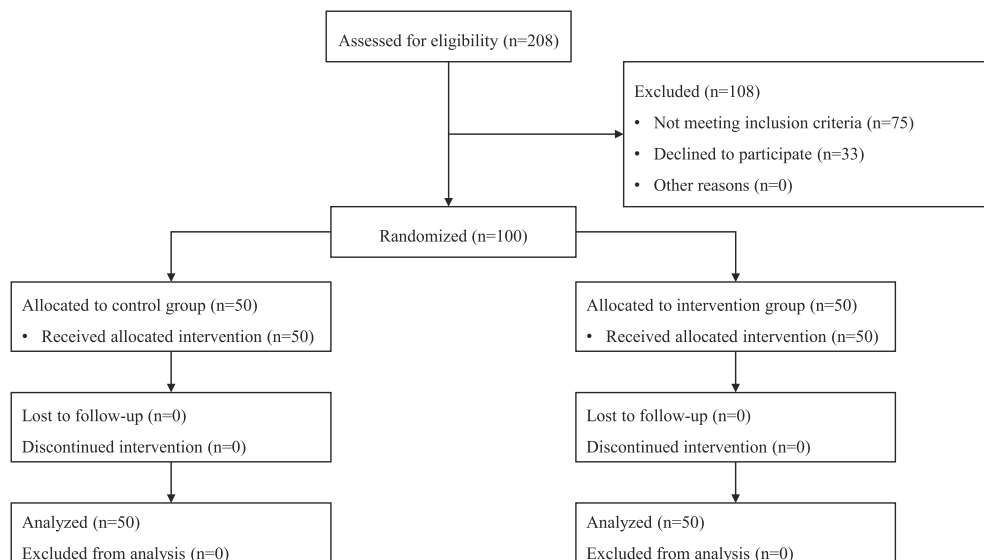 Assessed for eligibility (n=208)
Excluded (n=108)
• Not meeting inclusion criteria (n=75)
• Declined to participate (n=33)
• Other reasons (n=0)
Randomized (n=100)
Allocated to control group (n=50)
• Received allocated intervention (n=50)
Allocated to intervention group (n=50)
• Received allocated intervention (n=50)
Lost to follow-up (n=0)
Discontinued intervention (n=0)
Lost to follow-up (n=0)
Discontinued intervention (n=0)
Analyzed (n=50)
Excluded from analysis (n=0)
Analyzed (n=50)
Excluded from analysis (n=0)